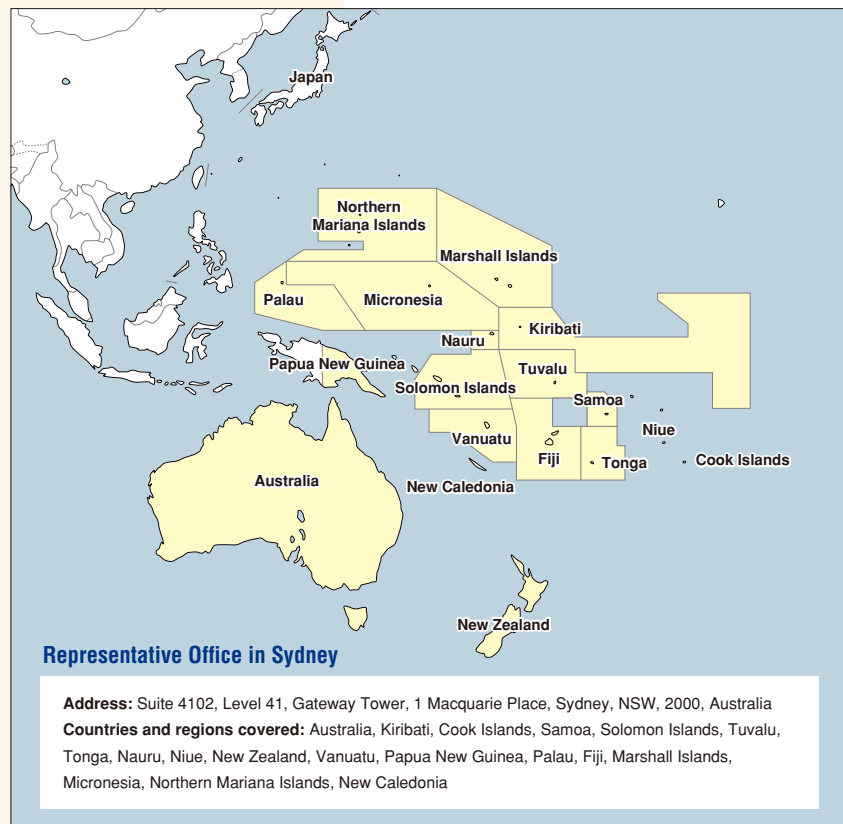 Japan
Northern
Mariana Islands
Marshall Islands
Palau
Micronesia
Kiribati
Nauru
Papua New Guinea
Tuvalu
Solomon Islands
Samoa
Niue
Vanuatu
Fiji
Tonga
Cook Islands
Australia
New Caledonia
New Zealand
Representative Office in Sydney
Address: Suite 4102, Level 41, Gateway Tower, 1 Macquarie Place, Sydney, NSW, 2000, Australia
Countries and regions covered: Australia, Kiribati, Cook Islands, Samoa, Solomon Islands, Tuvalu,
Tonga, Nauru, Niue, New Zealand, Vanuatu, Papua New Guinea, Palau, Fiji, Marshall Islands,
Micronesia, Northern Mariana Islands, New Caledonia